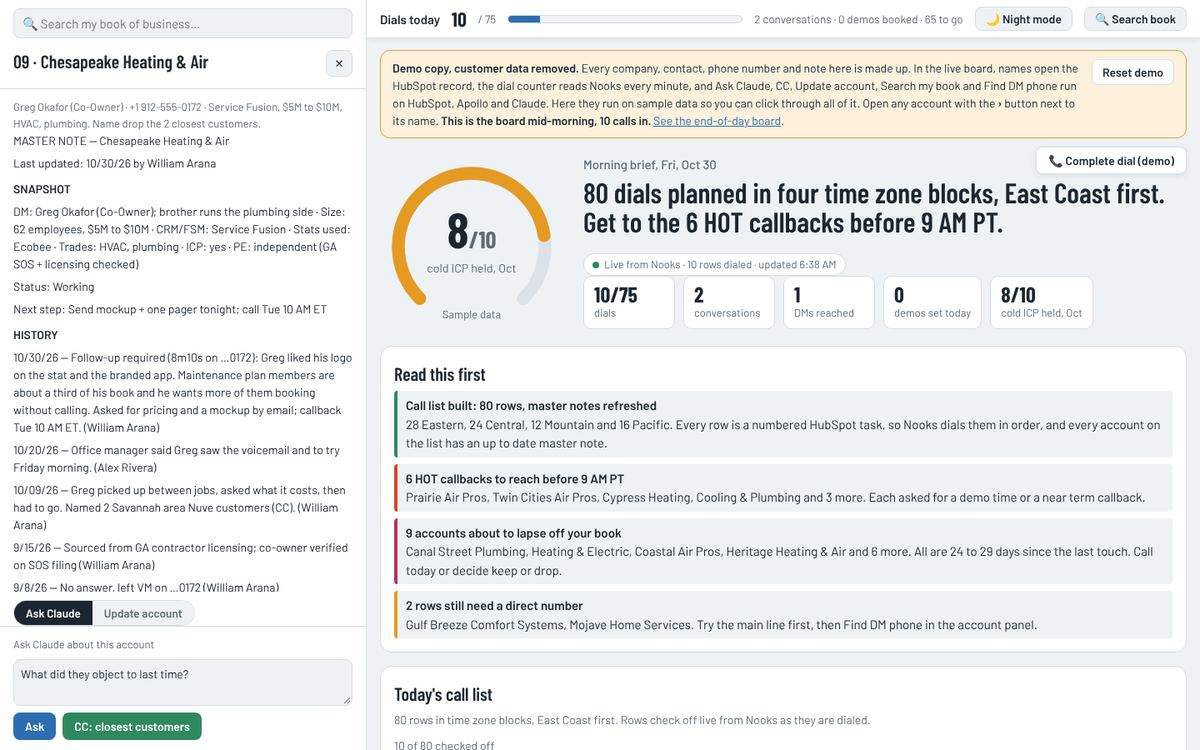 🔍 Search my book of business...
09 · Chesapeake Heating & Air
×
Greg Okafor (Co-Owner) · +1 912-555-0172 · Service Fusion, $5M to $10M,
HVAC, plumbing. Name drop the 2 closest customers.
MASTER NOTE — Chesapeake Heating & Air
Last updated: 10/30/26 by William Arana
SNAPSHOT
DM: Greg Okafor (Co-Owner); brother runs the plumbing side · Size:
62 employees, $5M to $10M · CRM/FSM: Service Fusion · Stats used:
Ecobee · Trades: HVAC, plumbing · ICP: yes · PE: independent (GA
SOS + licensing checked)
Status: Working
Next step: Send mockup + one pager tonight; call Tue 10 AM ET
HISTORY
10/30/26 — Follow-up required (8m10s on …0172): Greg liked his logo
on the stat and the branded app. Maintenance plan members are
about a third of his book and he wants more of them booking
without calling. Asked for pricing and a mockup by email; callback
Tue 10 AM ET. (William Arana)
10/20/26 — Office manager said Greg saw the voicemail and to try
Friday morning. (Alex Rivera)
10/09/26 — Greg picked up between jobs, asked what it costs, then
had to go. Named 2 Savannah area Nuve customers (CC). (William
Arana)
9/15/26 — Sourced from GA contractor licensing; co-owner verified
on SOS filing (William Arana)
9/8/26 — No answer, left VM on …0172 (William Arana)
Ask Claude
Update account
Ask Claude about this account
What did they object to last time?
Ask
CC: closest customers
Dials today 10 / 75
2 conversations · 0 demos booked · 65 to go
🌙 Night mode
🔍 Search book
Demo copy, customer data removed. Every company, contact, phone number and note here is made up. In the live board, names open the
HubSpot record, the dial counter reads Nooks every minute, and Ask Claude, CC, Update account, Search my book and Find DM phone run
on HubSpot, Apollo and Claude. Here they run on sample data so you can click through all of it. Open any account with the › button next to
its name. This is the board mid-morning, 10 calls in. See the end-of-day board.
Reset demo
📞 Complete dial (demo)
8/10
cold ICP held, Oct
Sample data
Morning brief, Fri, Oct 30
80 dials planned in four time zone blocks, East Coast first.
Get to the 6 HOT callbacks before 9 AM PT.
Live from Nooks · 10 rows dialed · updated 6:38 AM
10/75
dials
2
conversations
1
DMs reached
0
demos set today
8/10
cold ICP held, Oct
Read this first
Call list built: 80 rows, master notes refreshed
28 Eastern, 24 Central, 12 Mountain and 16 Pacific. Every row is a numbered HubSpot task, so Nooks dials them in order, and every account on
the list has an up to date master note.
6 HOT callbacks to reach before 9 AM PT
Prairie Air Pros, Twin Cities Air Pros, Cypress Heating, Cooling & Plumbing and 3 more. Each asked for a demo time or a near term callback.
9 accounts about to lapse off your book
Canal Street Plumbing, Heating & Electric, Coastal Air Pros, Heritage Heating & Air and 6 more. All are 24 to 29 days since the last touch. Call
today or decide keep or drop.
2 rows still need a direct number
Gulf Breeze Comfort Systems, Mojave Home Services. Try the main line first, then Find DM phone in the account panel.
Today's call list
80 rows in time zone blocks, East Coast first. Rows check off live from Nooks as they are dialed.
10 of 80 checked off